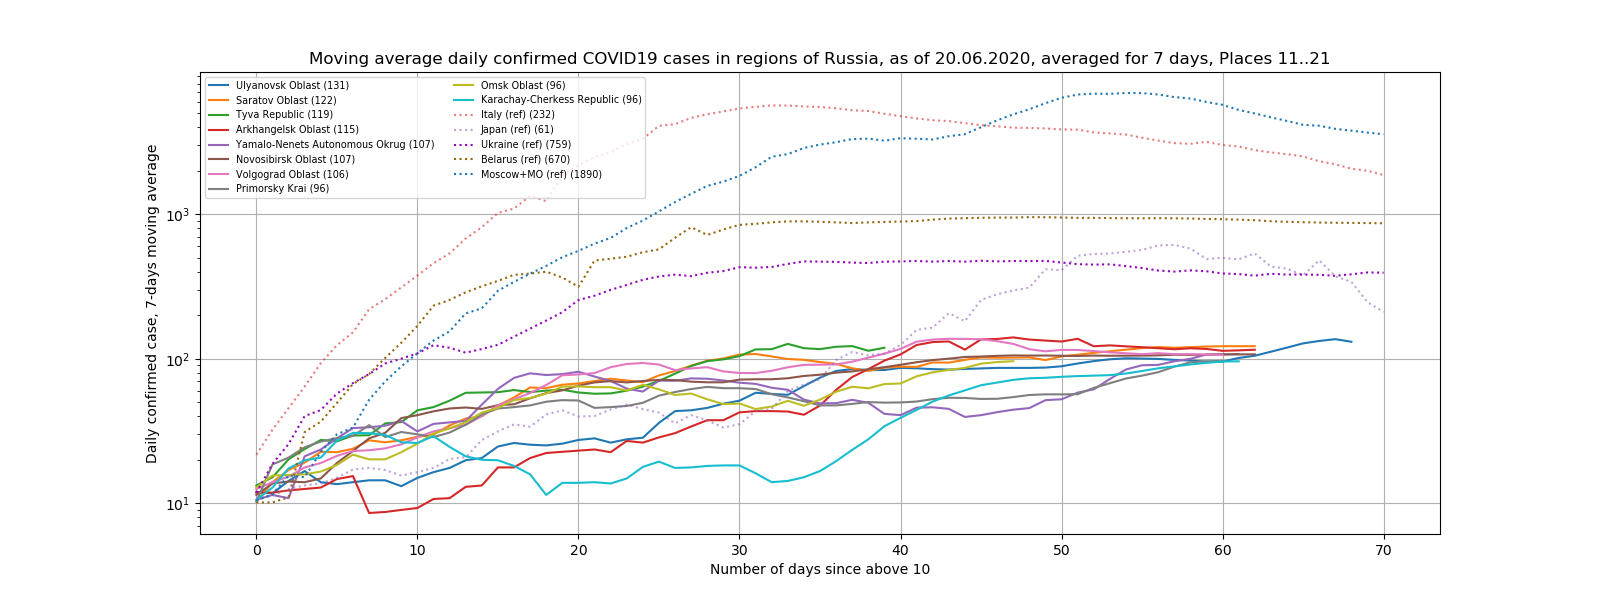 Moving average daily confirmed COVID19 cases in regions of Russia, as of 20.06.2020, averaged for 7 days, Places 11..21
Ulyanovsk Oblast (131)
Saratov Oblast (122)
Tyva Republic (119)
Arkhangelsk Oblast (115)
Yamalo-Nenets Autonomous Okrug (107)
Novosibirsk Oblast (107)
Volgograd Oblast (106)
Primorsky Krai (96)
Omsk Oblast (96)
Karachay-Cherkess Republic (96)
Italy (ref) (232)
Japan (ref) (61)
Ukraine (ref) (759)
Belarus (ref) (670)
Moscow+MO (ref) (1890)
Daily confirmed case, 7-days moving average
10³
10²
10¹
0 10 20 30 40 50 60 70
Number of days since above 10